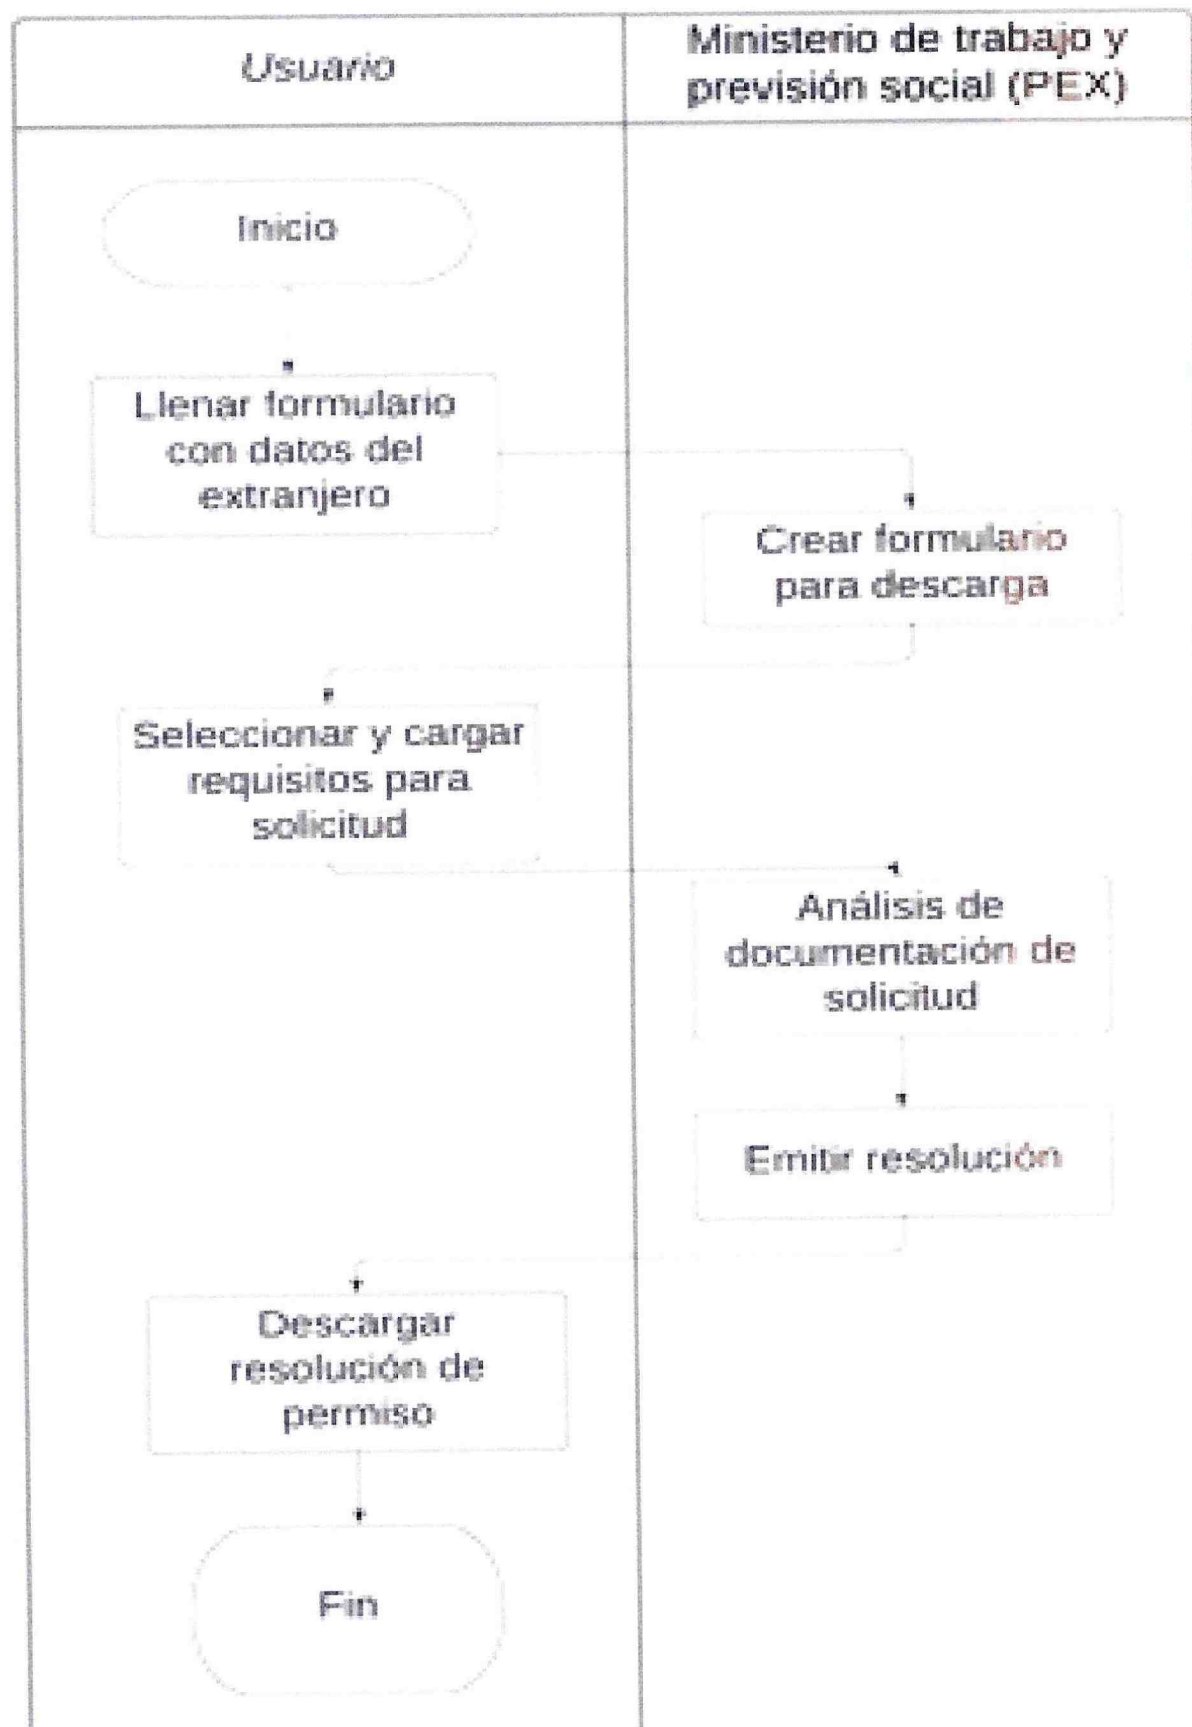 Usuario
Ministerio de trabajo y
previsión social (PEX)
Inicio
Llenar formulario
con datos del
extranjero
Crear formulario
para descarga
Seleccionar y cargar
requisitos para
solicitud
Análisis de
documentación de
solicitud
Emitir resolución
Descargar
resolución de
permiso
Fin